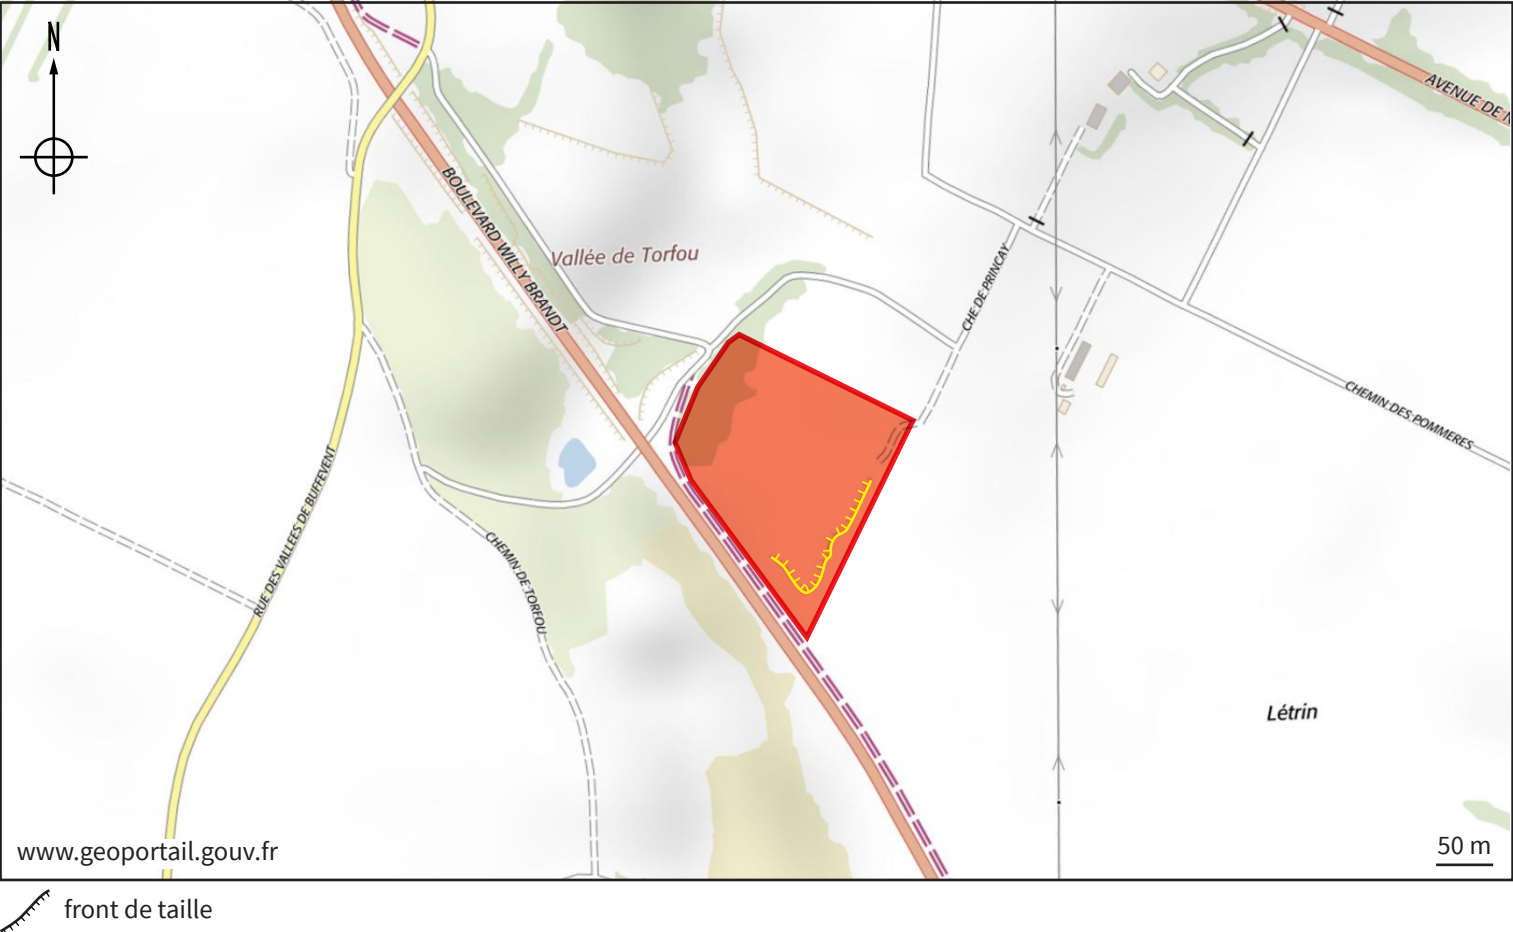 N
AVENUE DE N
BOULEVARD WILLY BRANDT
Vallée de Torfou
CHE DE PRINCAY
CHEMIN DES POMMERES
RUE DES VALLEES DE BUFFEVENT
CHEMIN DE TORFOU
Létrin
www.geoportail.gouv.fr
50 m
front de taille